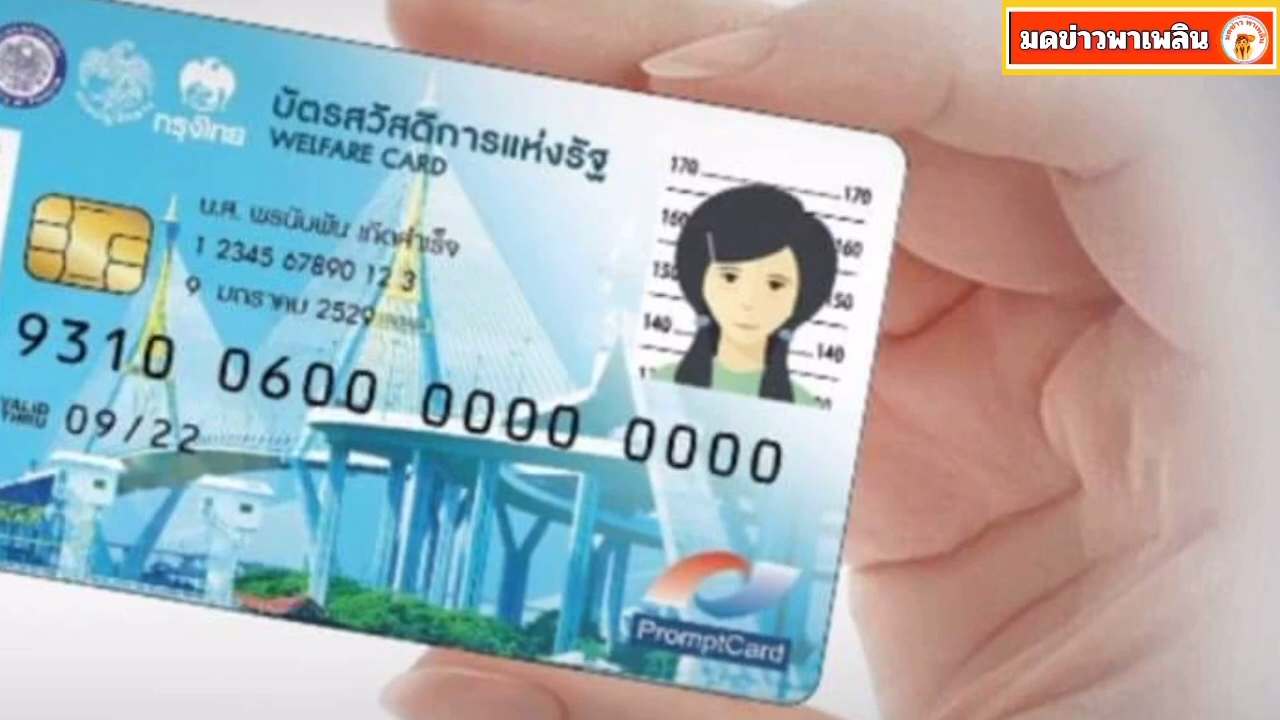 มดข่าวพาเพลิน
กรุงไทย
บัตรสวัสดิการแห่งรัฐ
WELFARE CARD
น.ส. พรนับพัน เกิดสำเร็จ
1 2345 67890 12 3
9 มกราคม 2529
9310 0600 0000 0000
VALID
THRU 09/22
170 170
160 160
150 150
140 140
PromptCard